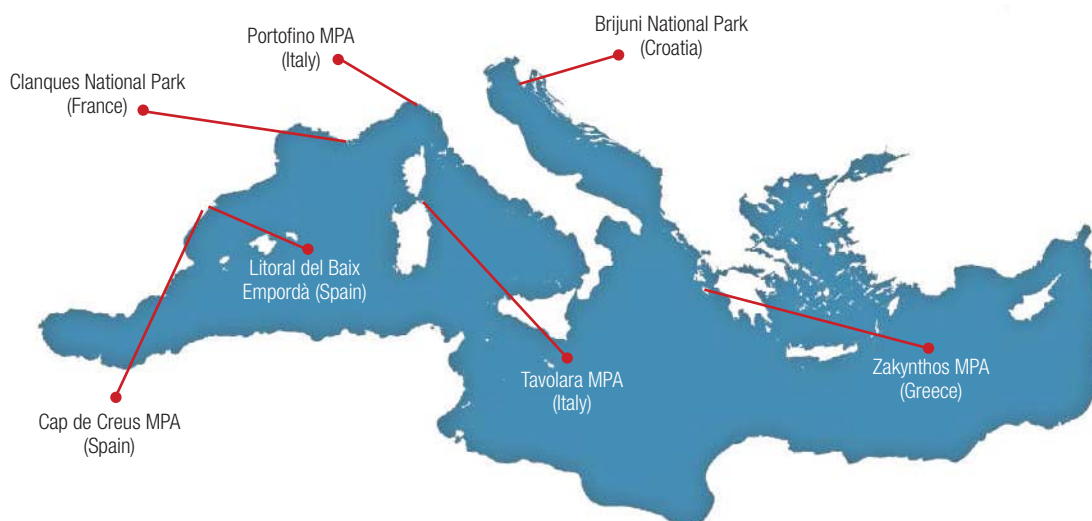 Brijuni National Park
(Croatia)
Portofino MPA
(Italy)
Clanques National Park
(France)
Litoral del Baix
Empordà (Spain)
Tavolara MPA
(Italy)
Zakynthos MPA
(Greece)
Cap de Creus MPA
(Spain)